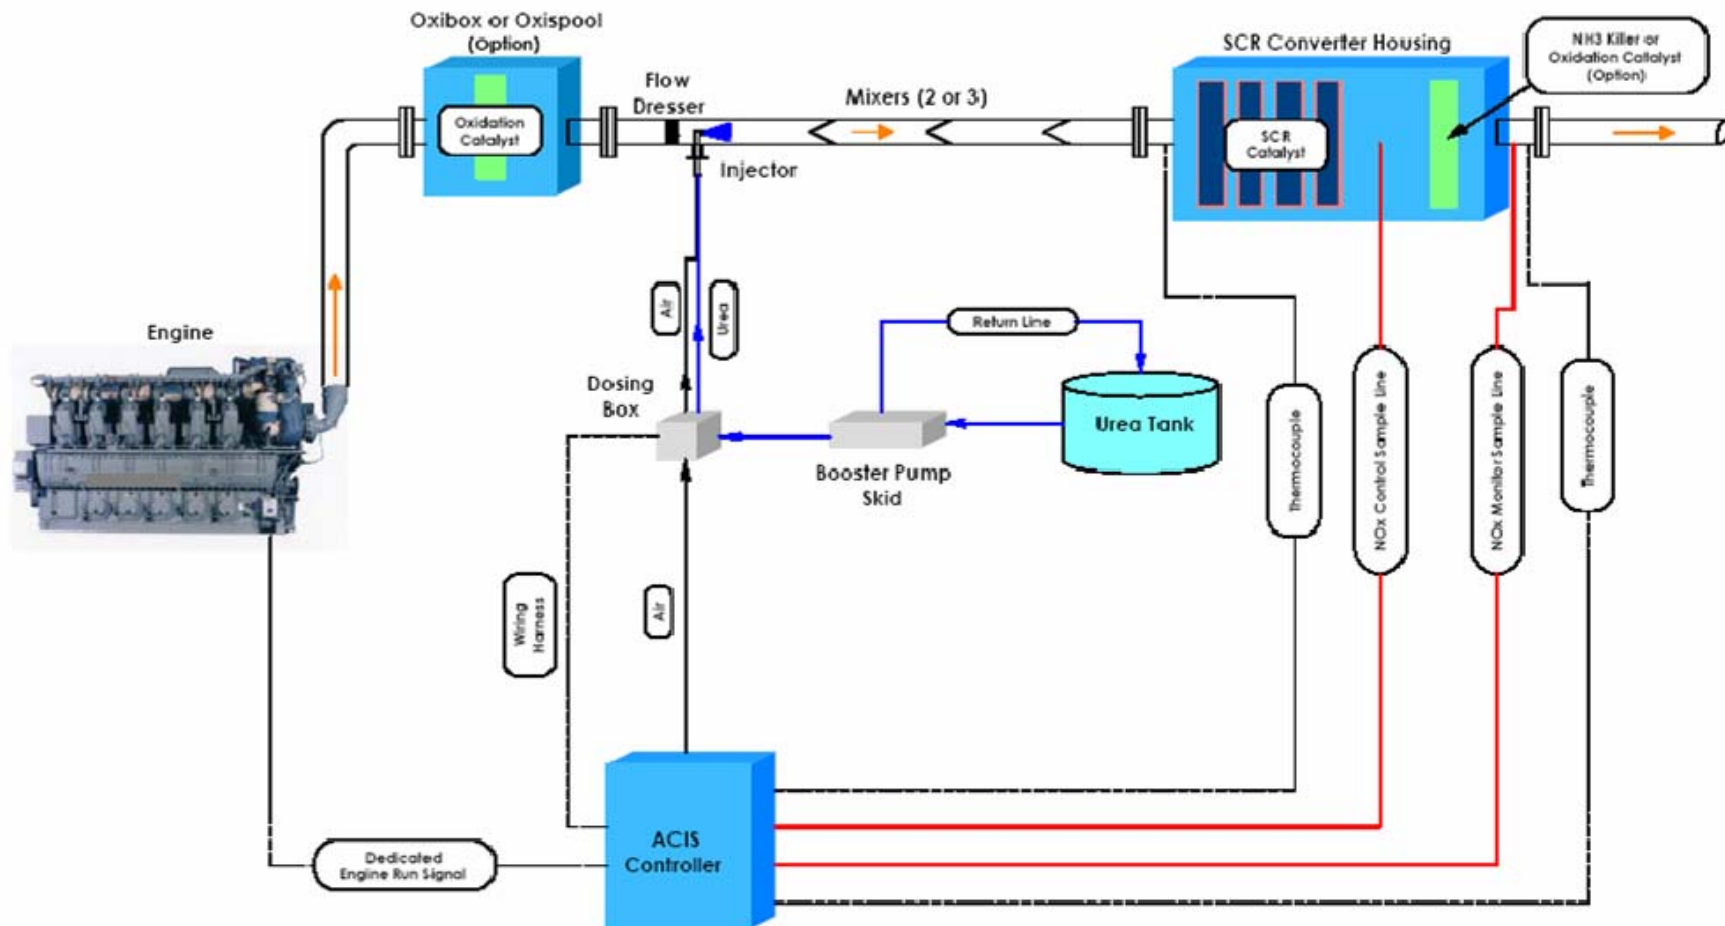 Oxibox or Oxispool
(Option)
Oxidation
Catalyst
Flow
Dresser
Injector
Mixers (2 or 3)
SCR Converter Housing
SCR
Catalyst
NH3 Killer or
Oxidation Catalyst
(Option)
Engine
Air
Urea
Return Line
Dosing
Box
Booster Pump
Skid
Urea Tank
Thermocouple
NOx Control Sample Line
NOx Monitor Sample Line
Thermocouple
Wiring
Harness
Air
ACIS
Controller
Dedicated
Engine Run Signal